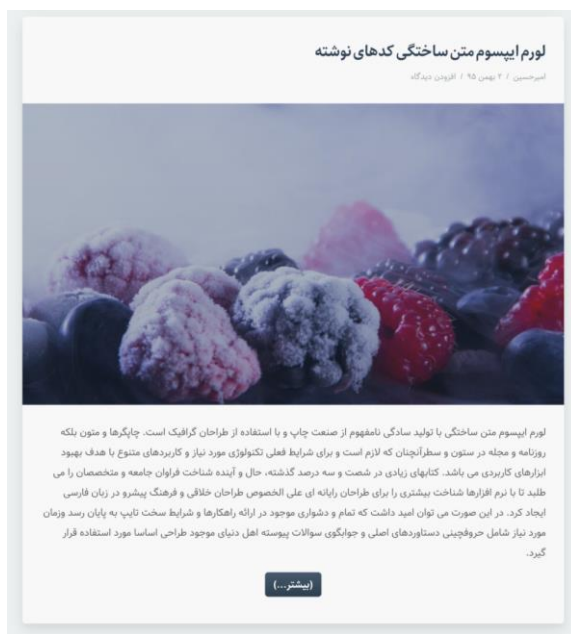 لورم ایپسوم متن ساختگی کدهای نوشته
امیرحسین / ۲ بهمن ۹۵ / افزودن دیدگاه
لورم ایپسوم متن ساختگی با تولید سادگی نامفهوم از صنعت چاپ و با استفاده از طراحان گرافیک است. چاپگرها و متون بلکه
روزنامه و مجله در ستون و سطرآنچنان که لازم است و برای شرایط فعلی تکنولوژی مورد نیاز و کاربردهای متنوع با هدف بهبود
ابزارهای کاربردی می باشد. کتابهای زیادی در شصت و سه درصد گذشته، حال و آینده شناخت فراوان جامعه و متخصصان را می
طلبد تا با نرم افزارها شناخت بیشتری را برای طراحان رایانه ای علی الخصوص طراحان خلاقی و فرهنگ پیشرو در زبان فارسی
ایجاد کرد. در این صورت می توان امید داشت که تمام و دشواری موجود در ارائه راهکارها و شرایط سخت تایپ به پایان رسد وزمان
مورد نیاز شامل حروفچینی دستاوردهای اصلی و جوابگوی سوالات پیوسته اهل دنیای موجود طراحی اساسا مورد استفاده قرار
گیرد.
(بیشتر...)